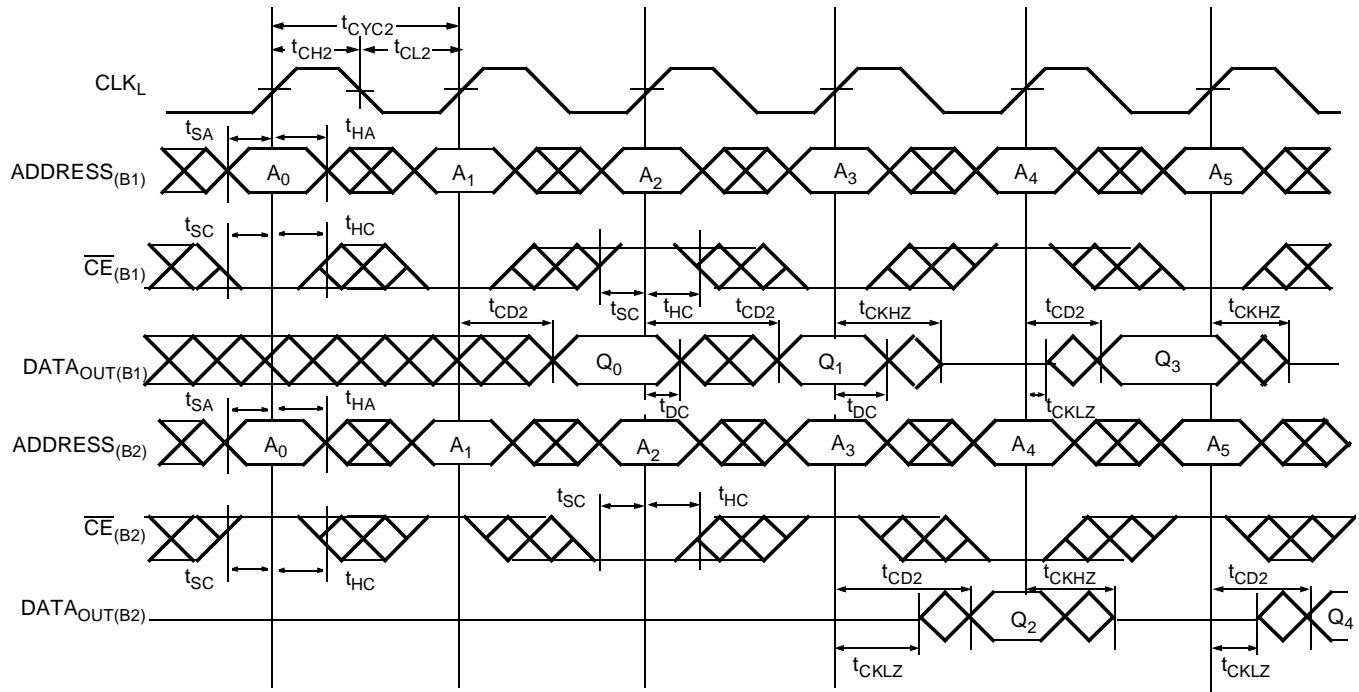 tCYC2
tCH2 tCL2
CLKL
tSA tHA
ADDRESS(B1) A0 A1 A2 A3 A4 A5
tSC tHC
CE(B1)
tSC tHC
tCD2 tCD2 tCKHZ tCD2 tCKHZ
DATAOUT(B1) Q0 Q1 Q3
tDC tDC tCKLZ
tSA tHA
ADDRESS(B2) A0 A1 A2 A3 A4 A5
tSC tHC
CE(B2)
tSC tHC
tCD2 tCKHZ tCD2
DATAOUT(B2) Q2 Q4
tCKLZ tCKLZ